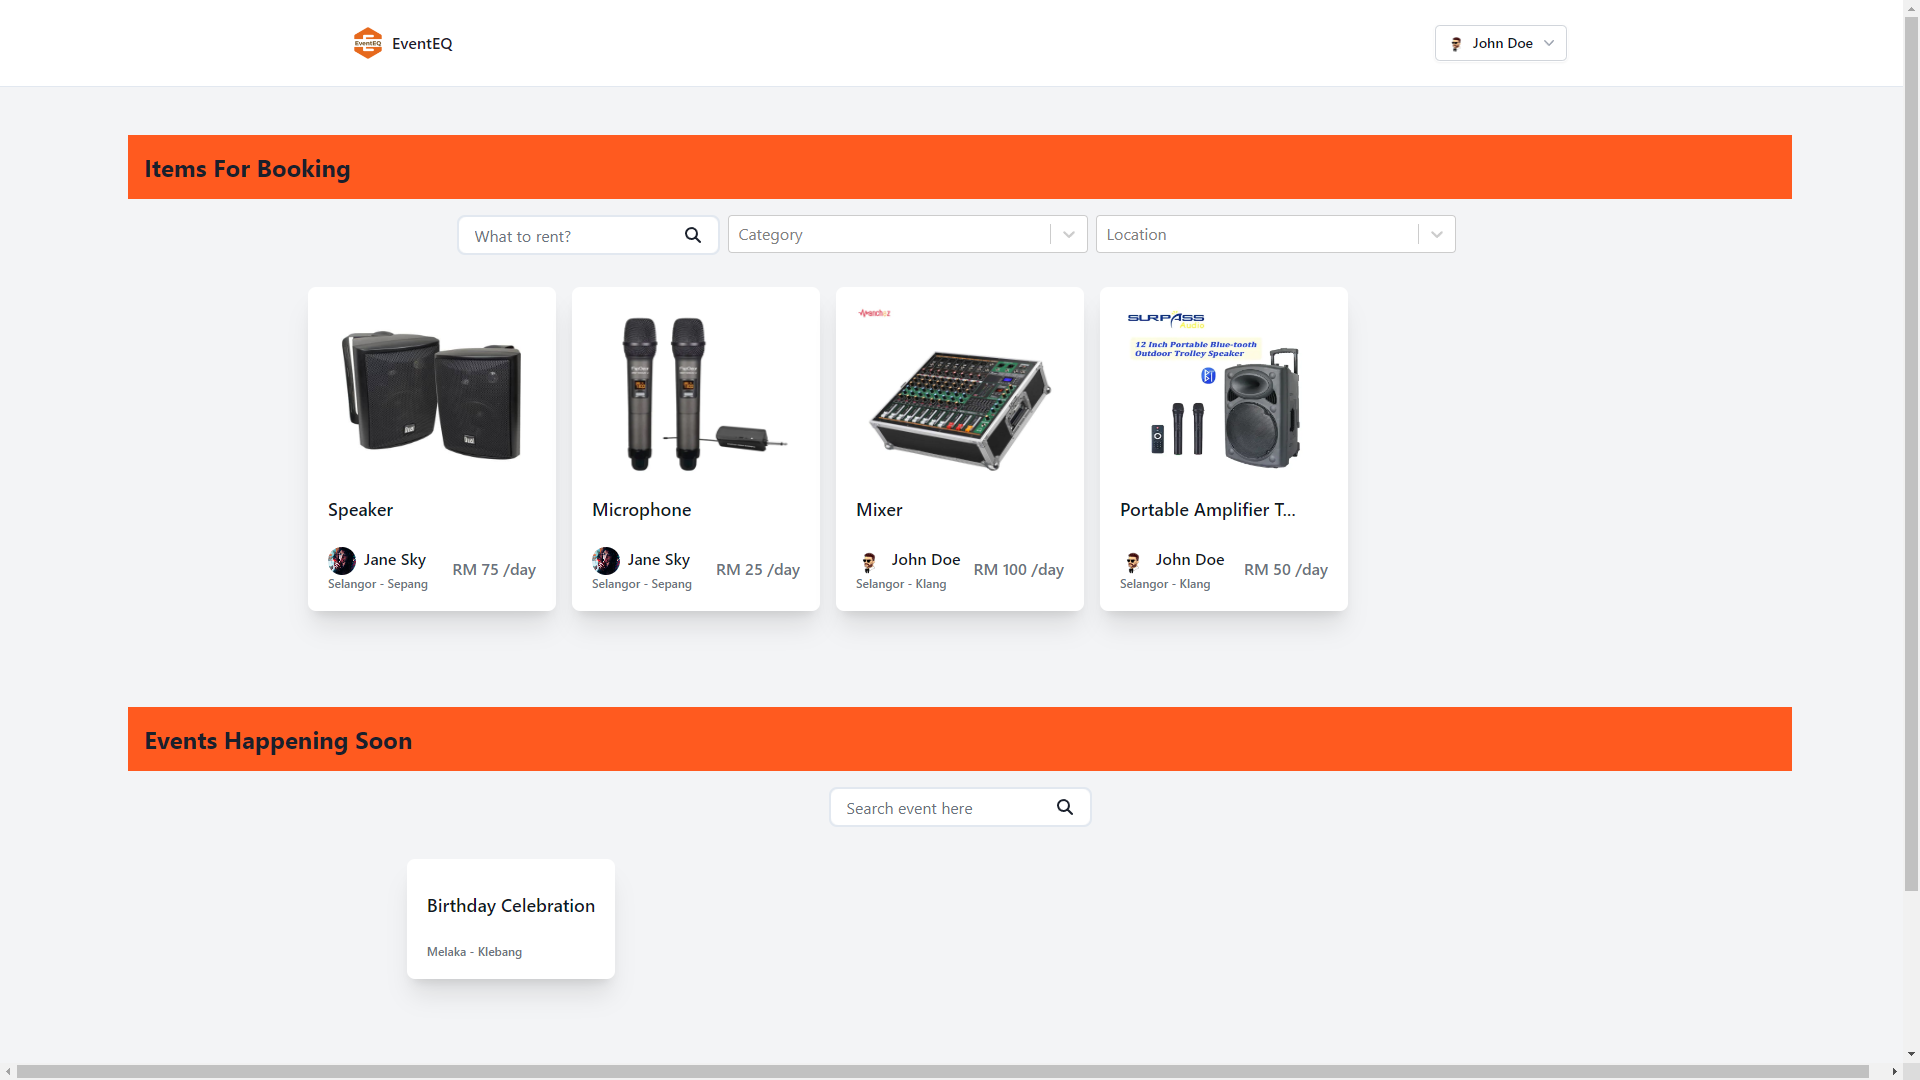 EventEQ
EventEQ
John Doe
Items For Booking
What to rent?
Category
Location
SURPASS
Audio
12 Inch Portable Blue-tooth
Outdoor Trolley Speaker
Speaker
Jane Sky
Selangor - Sepang
RM 75 /day
Microphone
Jane Sky
Selangor - Sepang
RM 25 /day
Mixer
John Doe
Selangor - Klang
RM 100 /day
Portable Amplifier T...
John Doe
Selangor - Klang
RM 50 /day
Events Happening Soon
Search event here
Birthday Celebration
Melaka - Klebang